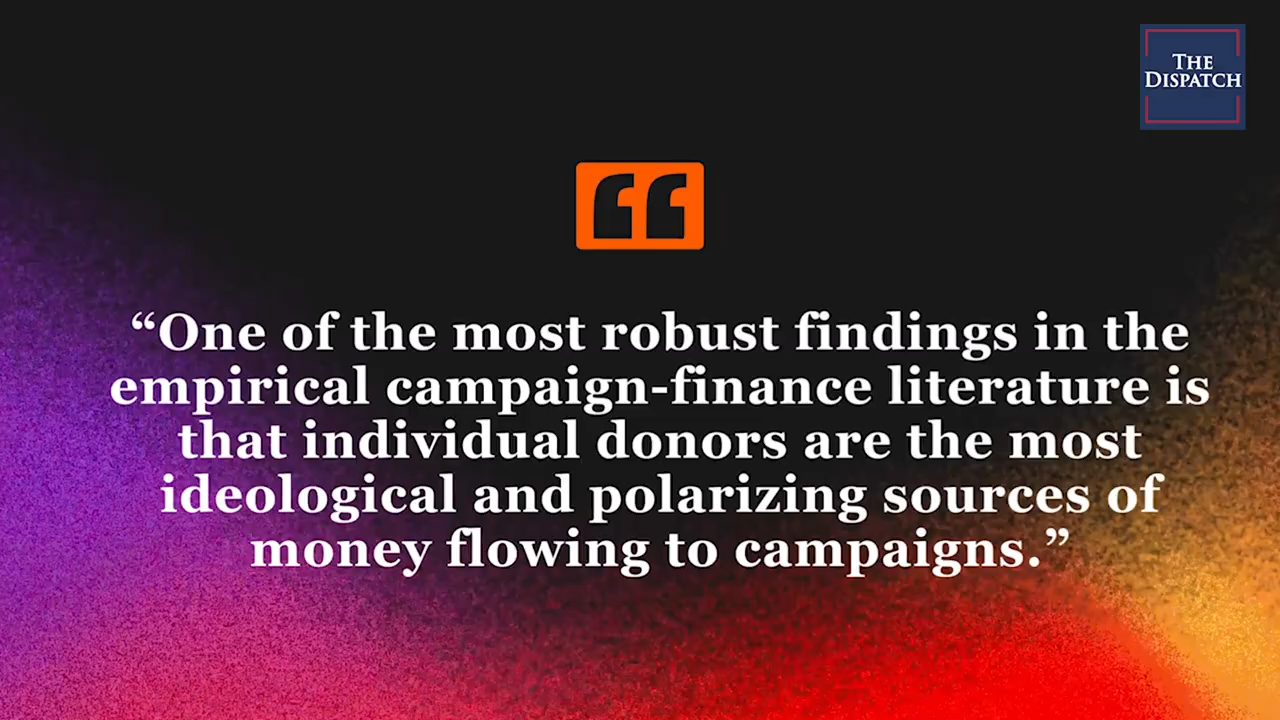 THE
DISPATCH
“One of the most robust findings in the
empirical campaign-finance literature is
that individual donors are the most
ideological and polarizing sources of
money flowing to campaigns.”